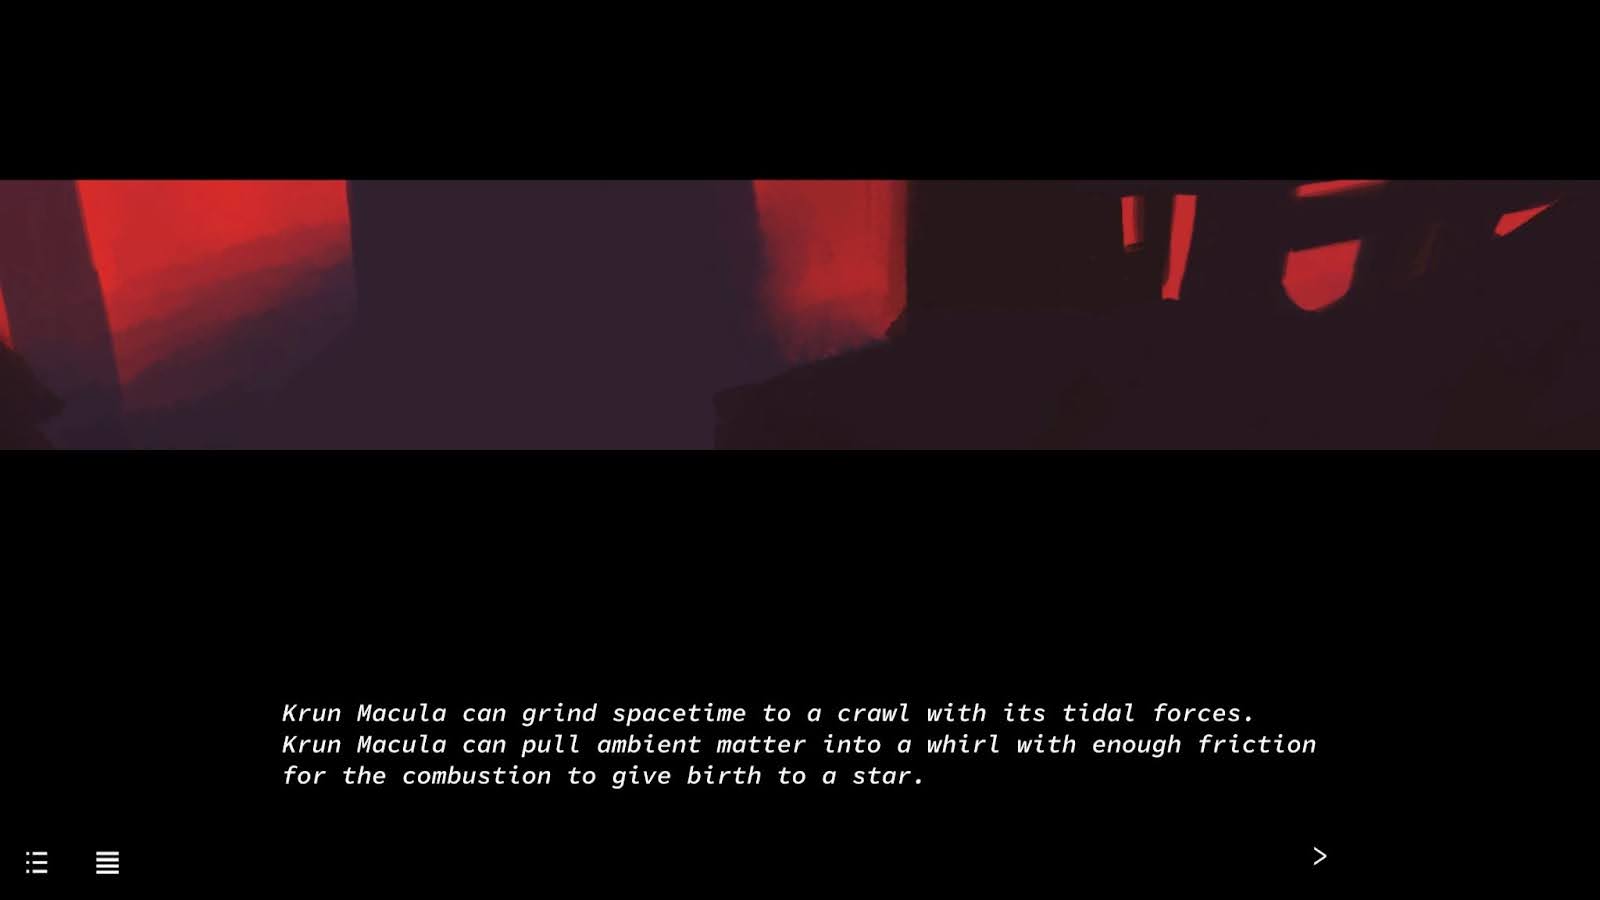 Krun Macula can grind spacetime to a crawl with its tidal forces.
Krun Macula can pull ambient matter into a whirl with enough friction
for the combustion to give birth to a star.
>